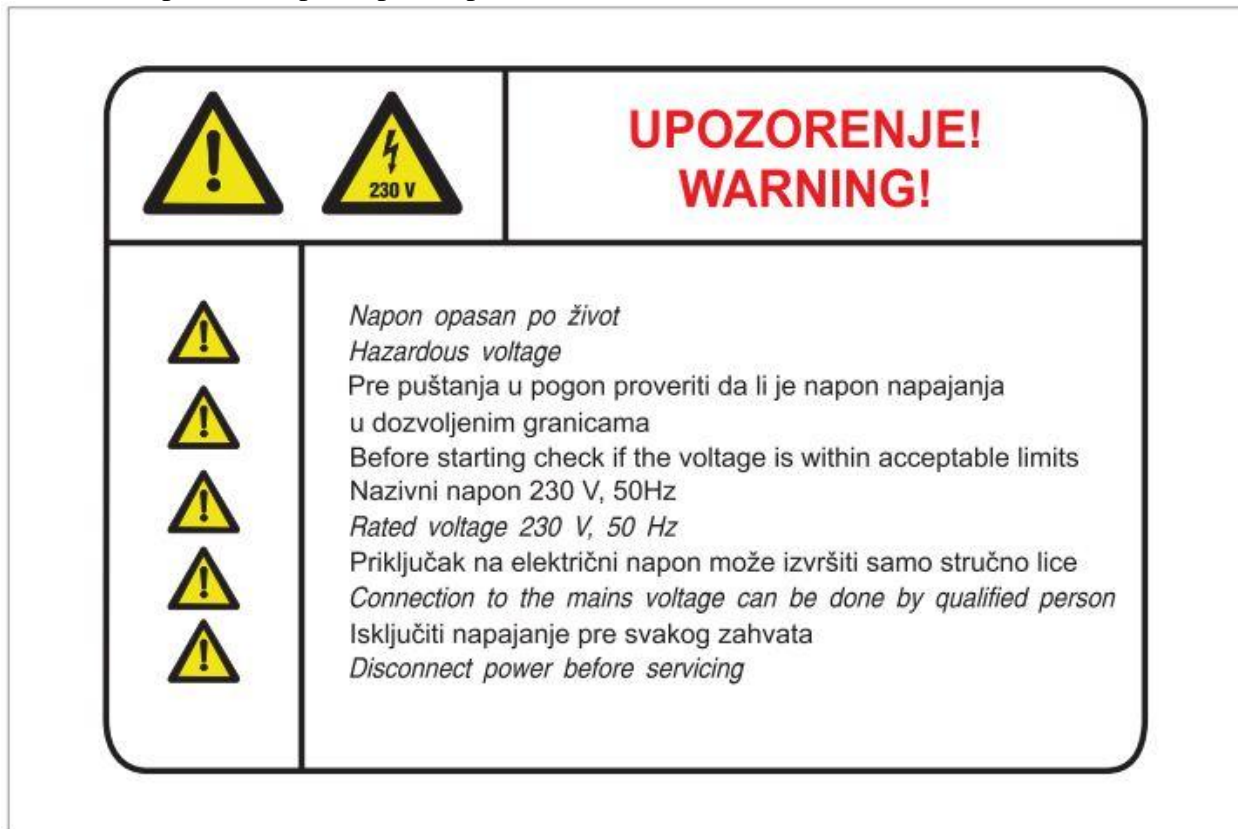 230 V
UPOZORENJE!
WARNING!
Napon opasan po život
Hazardous voltage
Pre puštanja u pogon proveriti da li je napon napajanja
u dozvoljenim granicama
Before starting check if the voltage is within acceptable limits
Nazivni napon 230 V, 50Hz
Rated voltage 230 V, 50 Hz
Priključak na električni napon može izvršiti samo stručno lice
Connection to the mains voltage can be done by qualified person
Isključiti napajanje pre svakog zahvata
Disconnect power before servicing